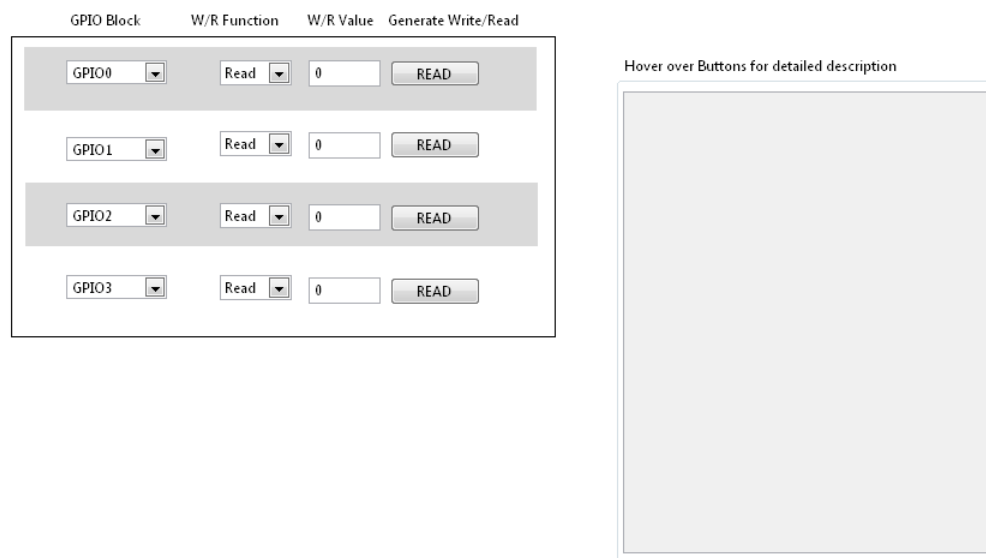 GPIO Block W/R Function W/R Value Generate Write/Read
GPIO0 Read 0 READ
GPIO1 Read 0 READ
GPIO2 Read 0 READ
GPIO3 Read 0 READ
Hover over Buttons for detailed description